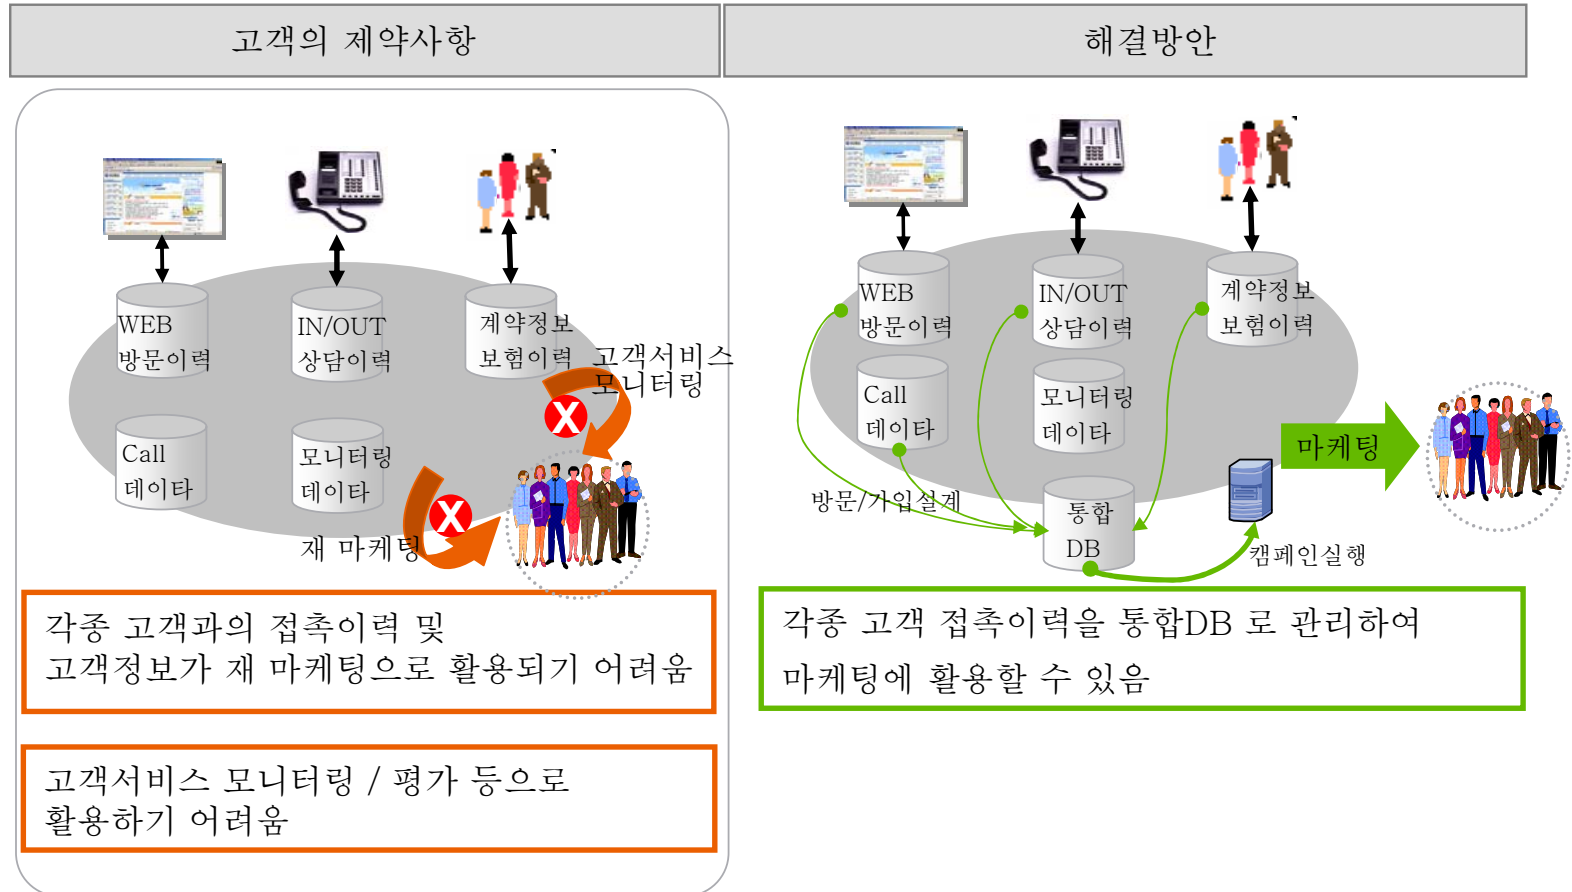 고객의 제약사항
해결방안
WEB
방문이력
IN/OUT
상담이력
계약정보
보험이력
고객서비스
모니터링
Call
데이타
모니터링
데이타
재 마케팅
각종 고객과의 접촉이력 및
고객정보가 재 마케팅으로 활용되기 어려움
고객서비스 모니터링 / 평가 등으로
활용하기 어려움
WEB
방문이력
IN/OUT
상담이력
계약정보
보험이력
Call
데이타
모니터링
데이타
방문/가입설계
통합
DB
캠페인실행
마케팅
각종 고객 접촉이력을 통합DB 로 관리하여
마케팅에 활용할 수 있음